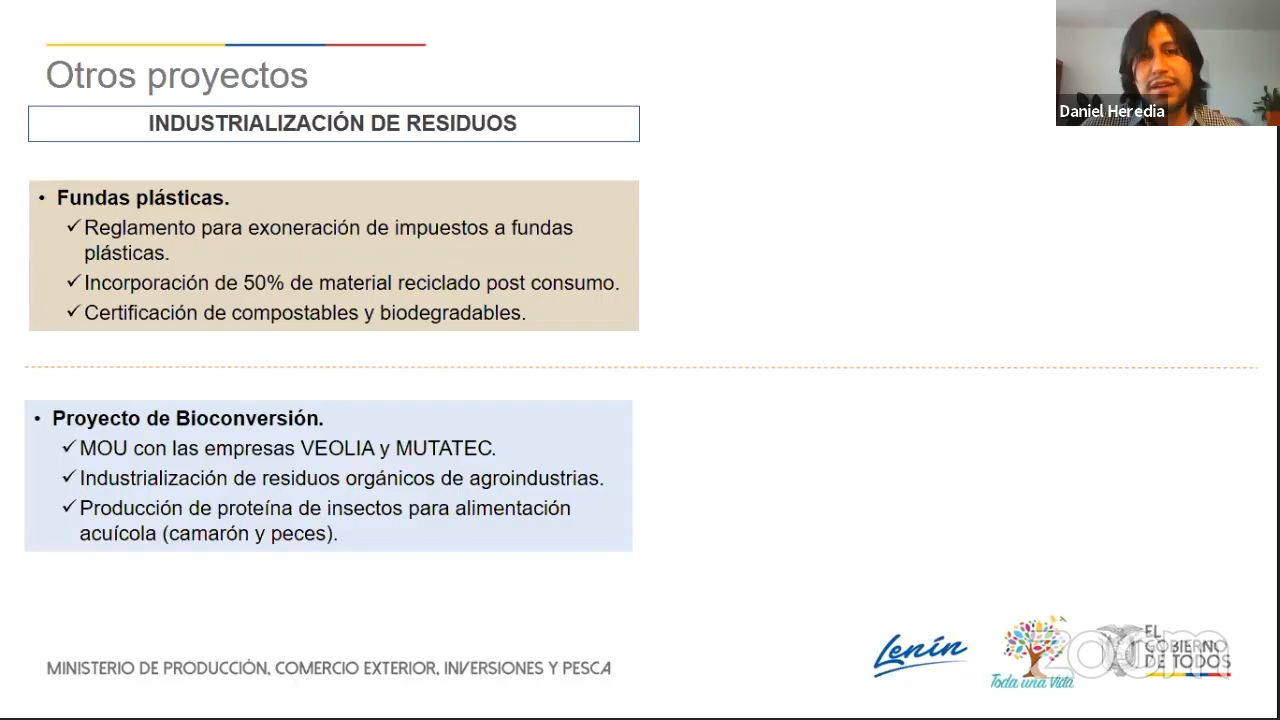 Otros proyectos
Daniel Heredia
INDUSTRIALIZACIÓN DE RESIDUOS
• Fundas plásticas.
✓Reglamento para exoneración de impuestos a fundas
plásticas.
✓Incorporación de 50% de material reciclado post consumo.
✓Certificación de compostables y biodegradables.
• Proyecto de Bioconversión.
✓MOU con las empresas VEOLIA y MUTATEC.
✓Industrialización de residuos orgánicos de agroindustrias.
✓Producción de proteína de insectos para alimentación
acuícola (camarón y peces).
MINISTERIO DE PRODUCCIÓN, COMERCIO EXTERIOR, INVERSIONES Y PESCA
Lenín
Toda una Vida
EL
GOBIERNO
DE TODOS
zoom